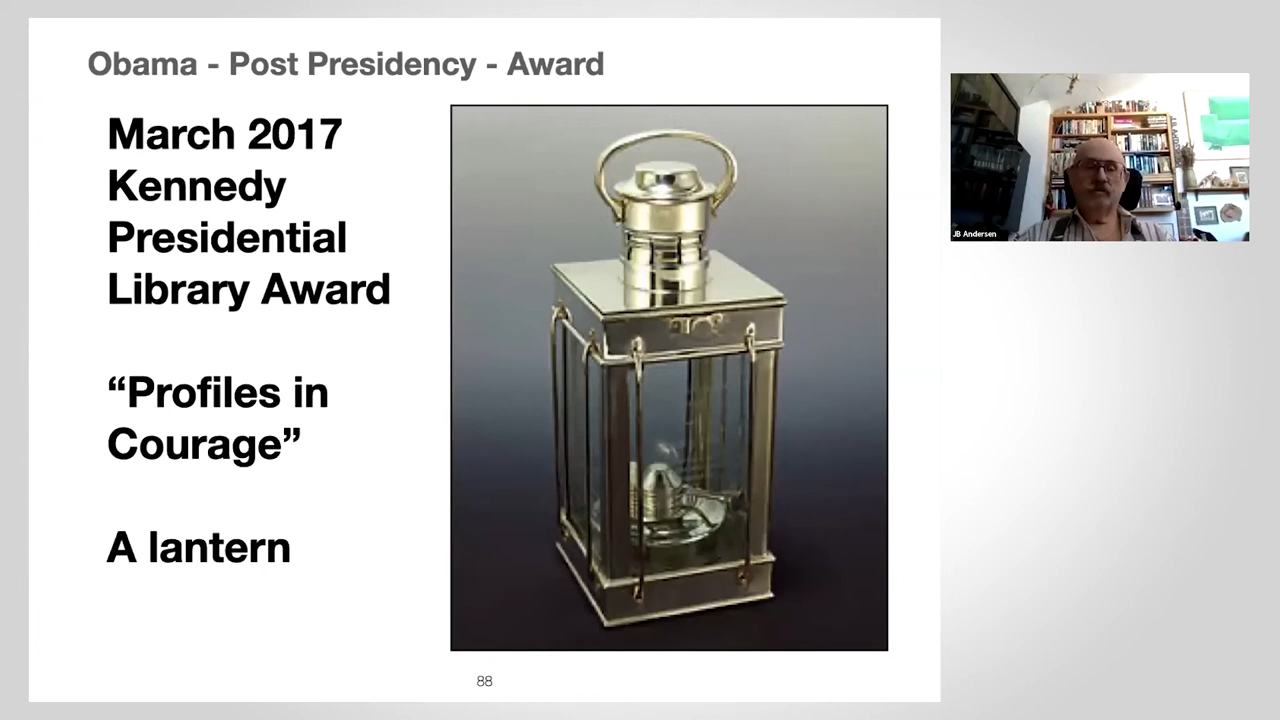 Obama - Post Presidency - Award
March 2017
Kennedy
Presidential
Library Award
“Profiles in
Courage”
A lantern
88
JB Andersen